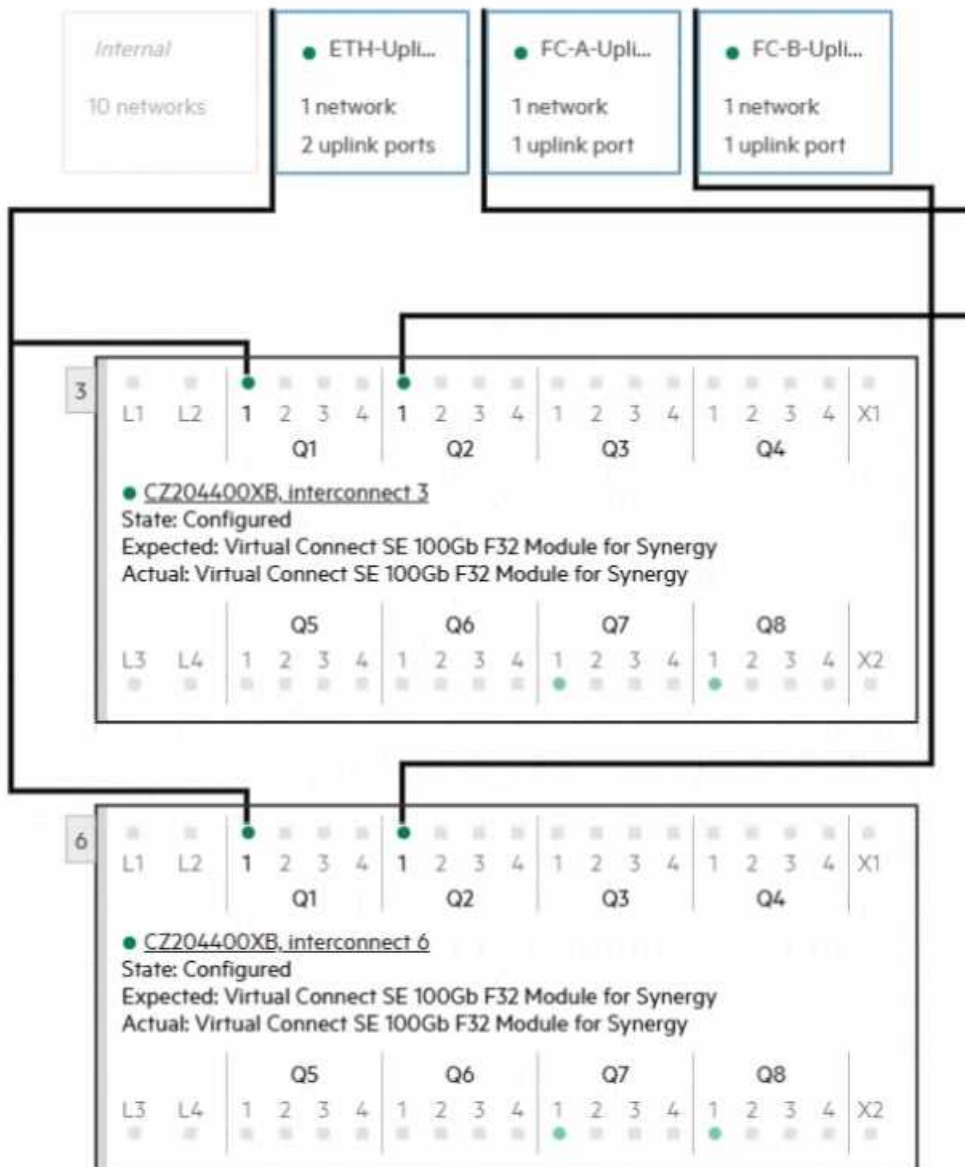 Internal
10 networks
ETH-Upli...
1 network
2 uplink ports
FC-A-Upli...
1 network
1 uplink port
FC-B-Upli...
1 network
1 uplink port
3
L1 L2 1 2 3 4 1 2 3 4 1 2 3 4 1 2 3 4 X1
Q1 Q2 Q3 Q4
CZ204400XB, interconnect 3
State: Configured
Expected: Virtual Connect SE 100Gb F32 Module for Synergy
Actual: Virtual Connect SE 100Gb F32 Module for Synergy
Q5 Q6 Q7 Q8
L3 L4 1 2 3 4 1 2 3 4 1 2 3 4 1 2 3 4 X2
6
L1 L2 1 2 3 4 1 2 3 4 1 2 3 4 1 2 3 4 X1
Q1 Q2 Q3 Q4
CZ204400XB, interconnect 6
State: Configured
Expected: Virtual Connect SE 100Gb F32 Module for Synergy
Actual: Virtual Connect SE 100Gb F32 Module for Synergy
Q5 Q6 Q7 Q8
L3 L4 1 2 3 4 1 2 3 4 1 2 3 4 1 2 3 4 X2